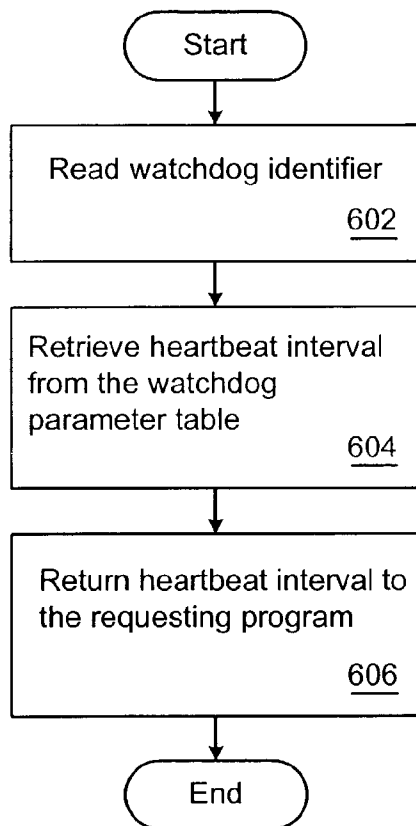 Start
Read watchdog identifier
602
Retrieve heartbeat interval
from the watchdog
parameter table
604
Return heartbeat interval to
the requesting program
606
End